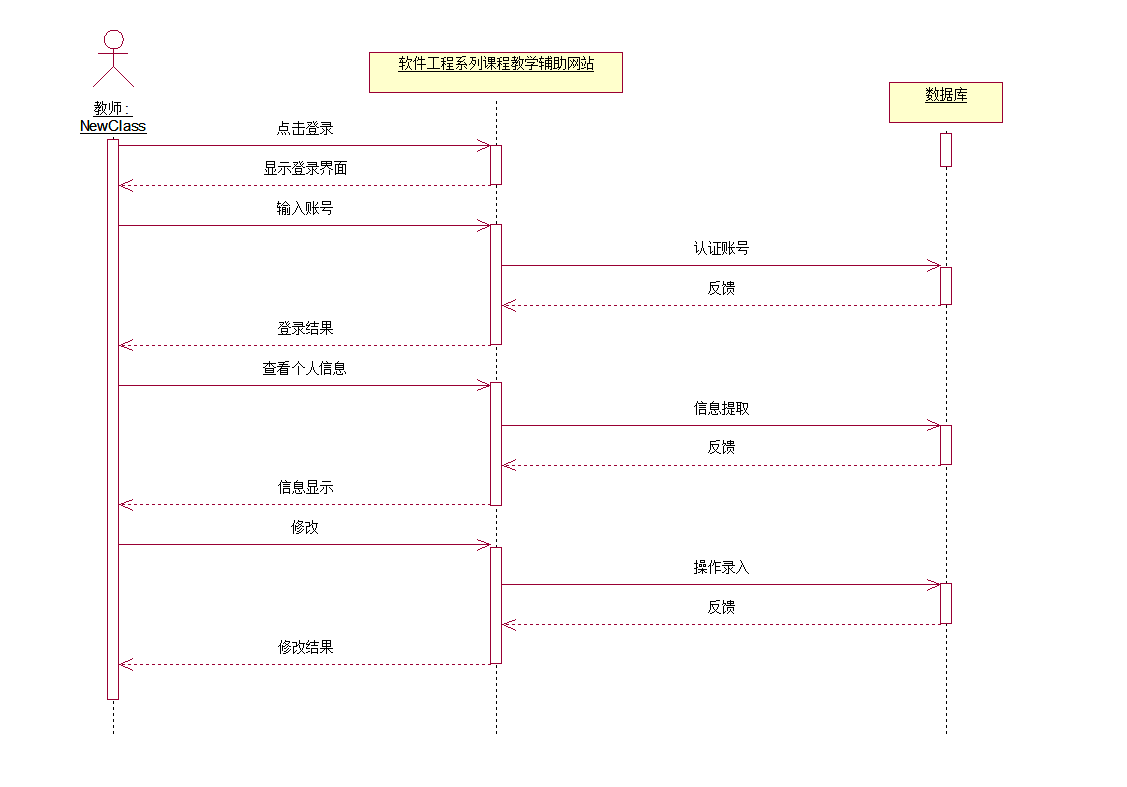 软件工程系列课程教学辅助网站
数据库
教师：
NewClass
点击登录
显示登录界面
输入账号
认证账号
反馈
登录结果
查看个人信息
信息提取
反馈
信息显示
修改
操作录入
反馈
修改结果